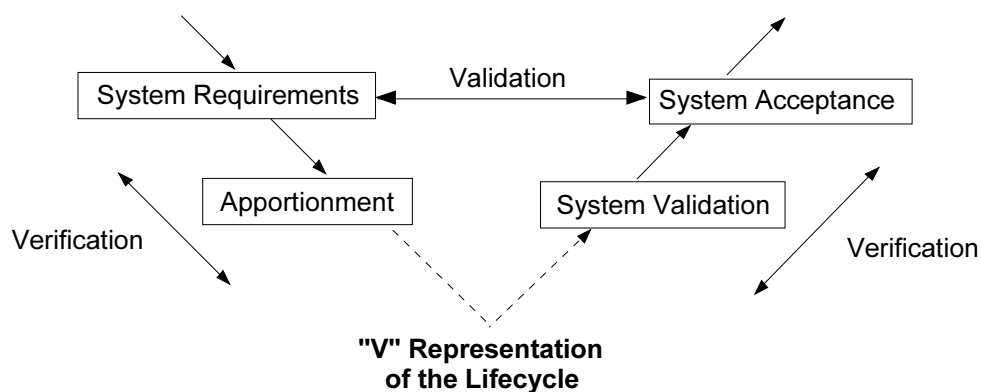 Validation
System Requirements
System Acceptance
Apportionment
System Validation
Verification
Verification
"V" Representation
of the Lifecycle